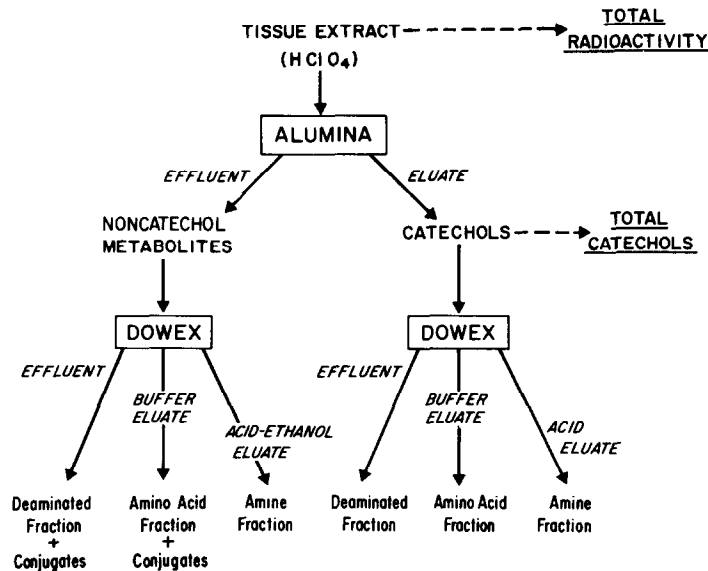 TISSUE EXTRACT
(HClO4)
TOTAL
RADIOACTIVITY
ALUMINA
EFFLUENT
ELUATE
NONCATECHOL
METABOLITES
CATECHOLS
TOTAL
CATECHOLS
DOWEX
DOWEX
EFFLUENT
BUFFER
ELUATE
ACID-ETHANOL
ELUATE
EFFLUENT
BUFFER
ELUATE
ACID
ELUATE
Deaminated
Fraction
+
Conjugates
Amino Acid
Fraction
+
Conjugates
Amine
Fraction
Deaminated
Fraction
Amino Acid
Fraction
Amine
Fraction